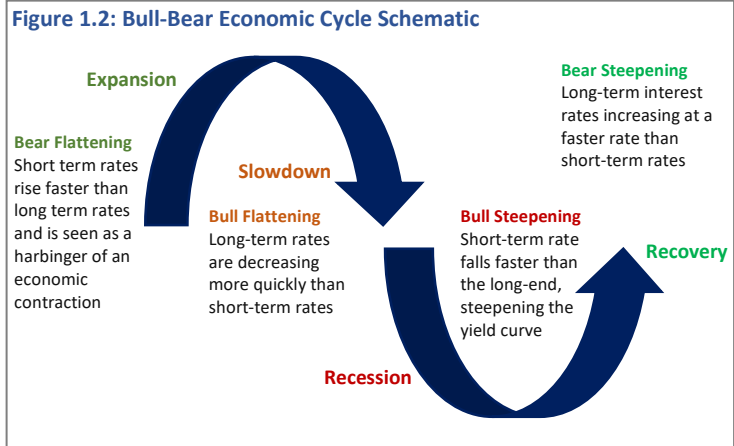 Figure 1.2: Bull-Bear Economic Cycle Schematic
Expansion
Bear Flattening
Short term rates
rise faster than
long term rates
and is seen as a
harbinger of an
economic
contraction
Slowdown
Bull Flattening
Long-term rates
are decreasing
more quickly than
short-term rates
Recession
Bull Steepening
Short-term rate
falls faster than
the long-end,
steepening the
yield curve
Bear Steepening
Long-term interest
rates increasing at a
faster rate than
short-term rates
Recovery